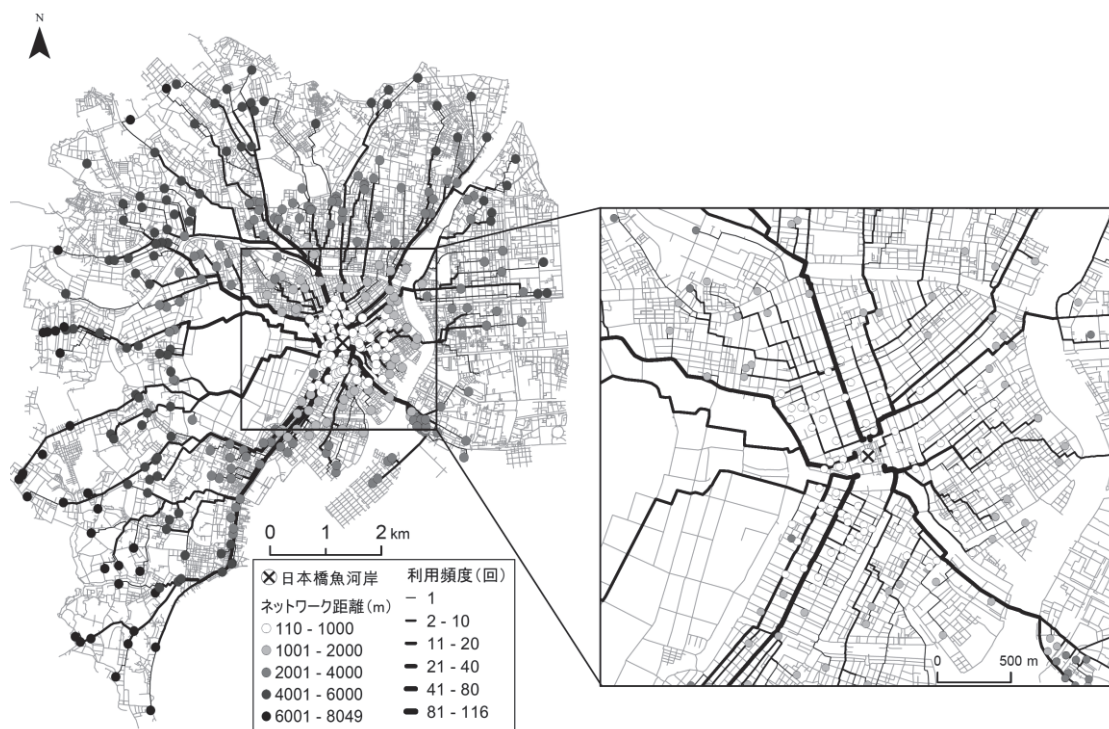 N
0 1 2 km
日本橋魚河岸
ネットワーク距離(m)
110 - 1000
1001 - 2000
2001 - 4000
4001 - 6000
6001 - 8049
利用頻度(回)
1
2 - 10
11 - 20
21 - 40
41 - 80
81 - 116
0 500 m